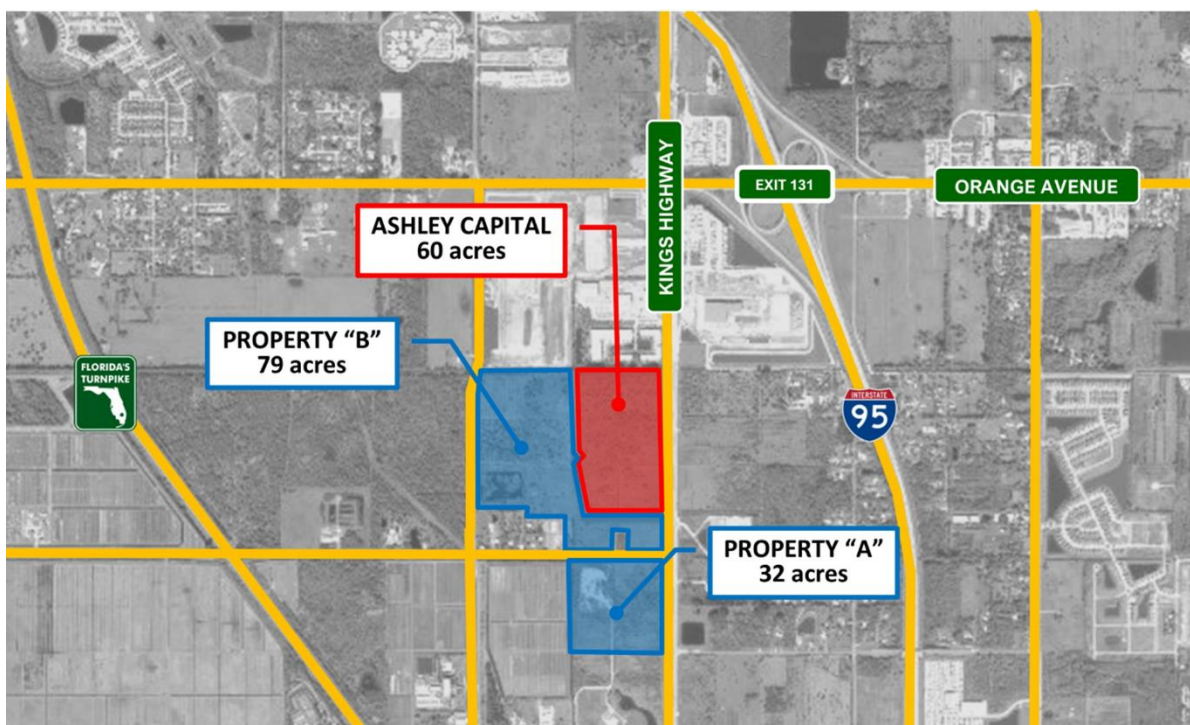 EXIT 131
ORANGE AVENUE
KINGS HIGHWAY
ASHLEY CAPITAL
60 acres
PROPERTY “B”
79 acres
FLORIDA'S
TURNPIKE
INTERSTATE
95
PROPERTY “A”
32 acres